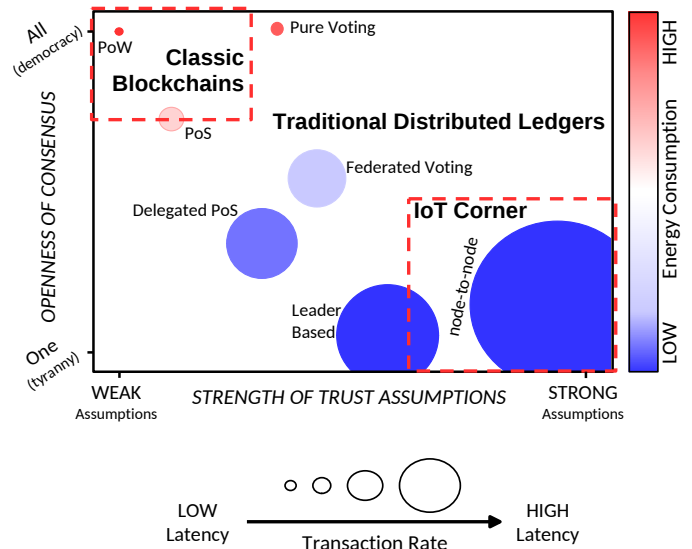 All
(democracy)
PoW
Classic
Blockchains
Pure Voting
HIGH
PoS
Traditional Distributed Ledgers
Federated Voting
Delegated PoS
IoT Corner
node-to-node
Leader
Based
OPENNESS OF CONSENSUS
Energy Consumption
One
(tyranny)
LOW
WEAK
Assumptions
STRENGTH OF TRUST ASSUMPTIONS
STRONG
Assumptions
LOW
Latency
Transaction Rate
HIGH
Latency